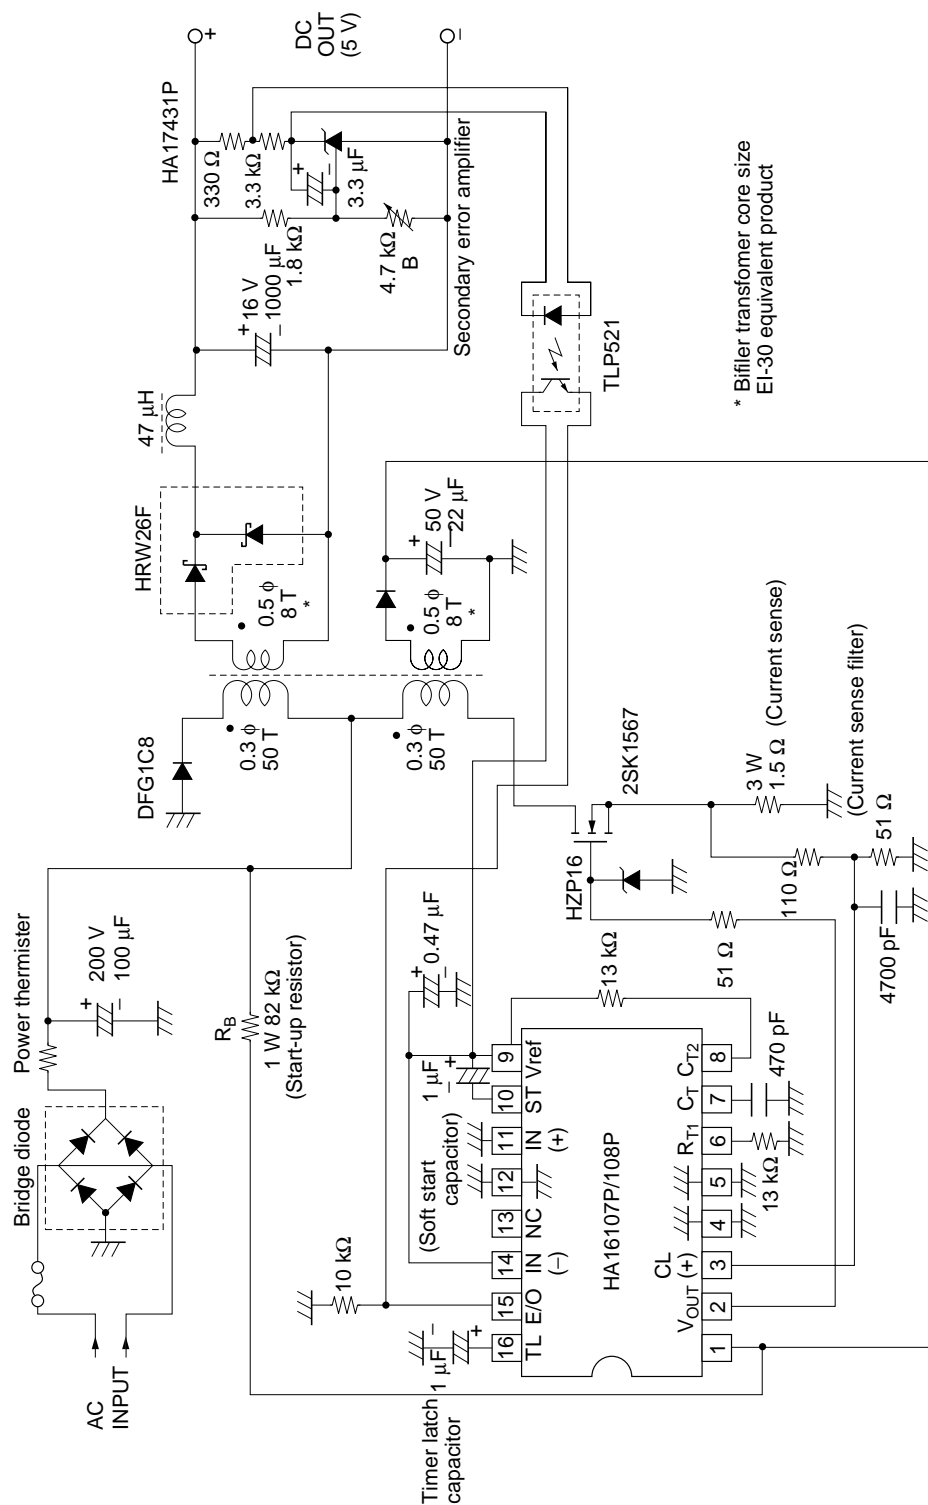 AC
INPUT
Bridge diode
Power thermister
+
−
200 V
100 µF
R_B
1 W 82 kΩ
(Start-up resistor)
DFG1C8
0.3 ϕ
50 T
0.3 ϕ
50 T
HRW26F
0.5 ϕ
8 T
*
0.5 ϕ
8 T
*
+
50 V
−
22 µF
47 µH
+
16 V
−
1000 µF
1.8 kΩ
4.7 kΩ
B
330 Ω
3.3 kΩ
+
−
3.3 µF
HA17431P
+
DC
OUT
(5 V)
−
Secondary error amplifier
TLP521
* Bifiler transfomer core size
EI-30 equivalent product
Timer latch
capacitor
1 µF
−
+
10 kΩ
(Soft start
capacitor)
1 µF
−
+
+
0.47 µF
−
16
15
14
13
12
11
10
9
TL
E/O
IN
(−)
NC
IN
(+)
ST
Vref
HA16107P/108P
V_OUT
CL
(+)
R_T1
C_T
C_T2
1
2
3
4
5
6
7
8
13 kΩ
470 pF
13 kΩ
51 Ω
HZP16
2SK1567
3 W
1.5 Ω
(Current sense)
110 Ω
(Current sense filter)
51 Ω
4700 pF